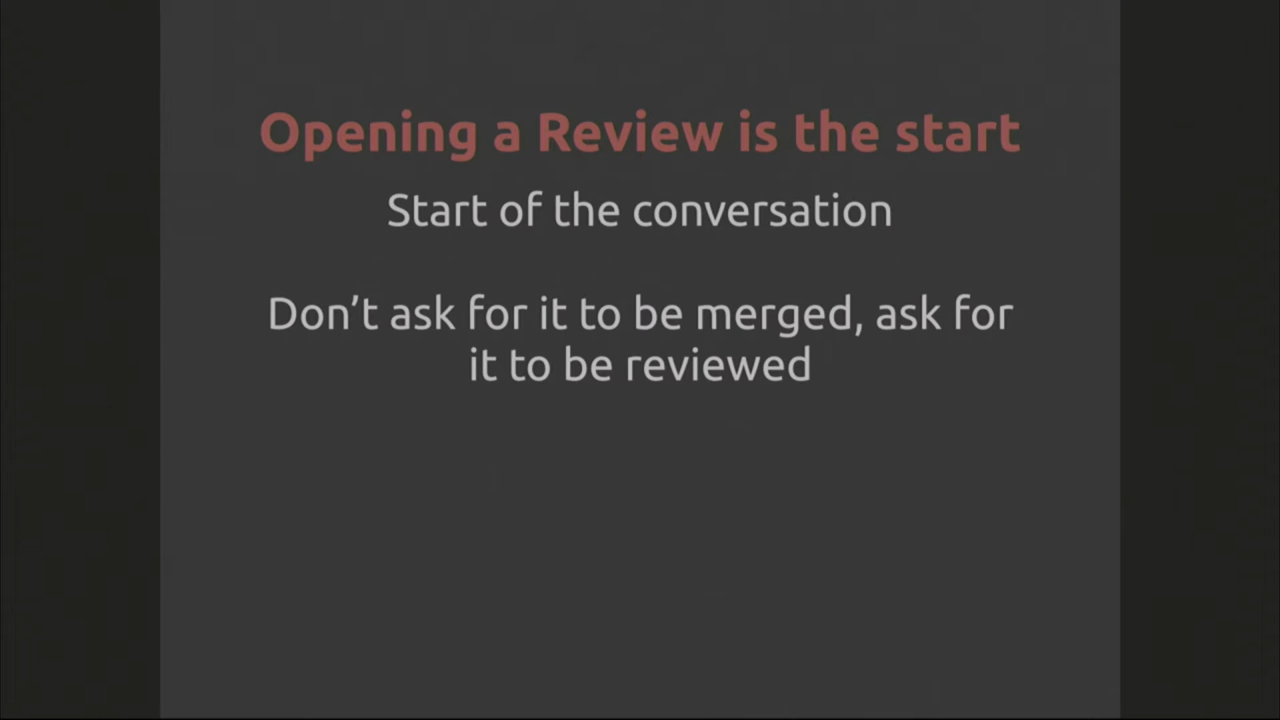 Opening a Review is the start
Start of the conversation
Don’t ask for it to be merged, ask for
it to be reviewed